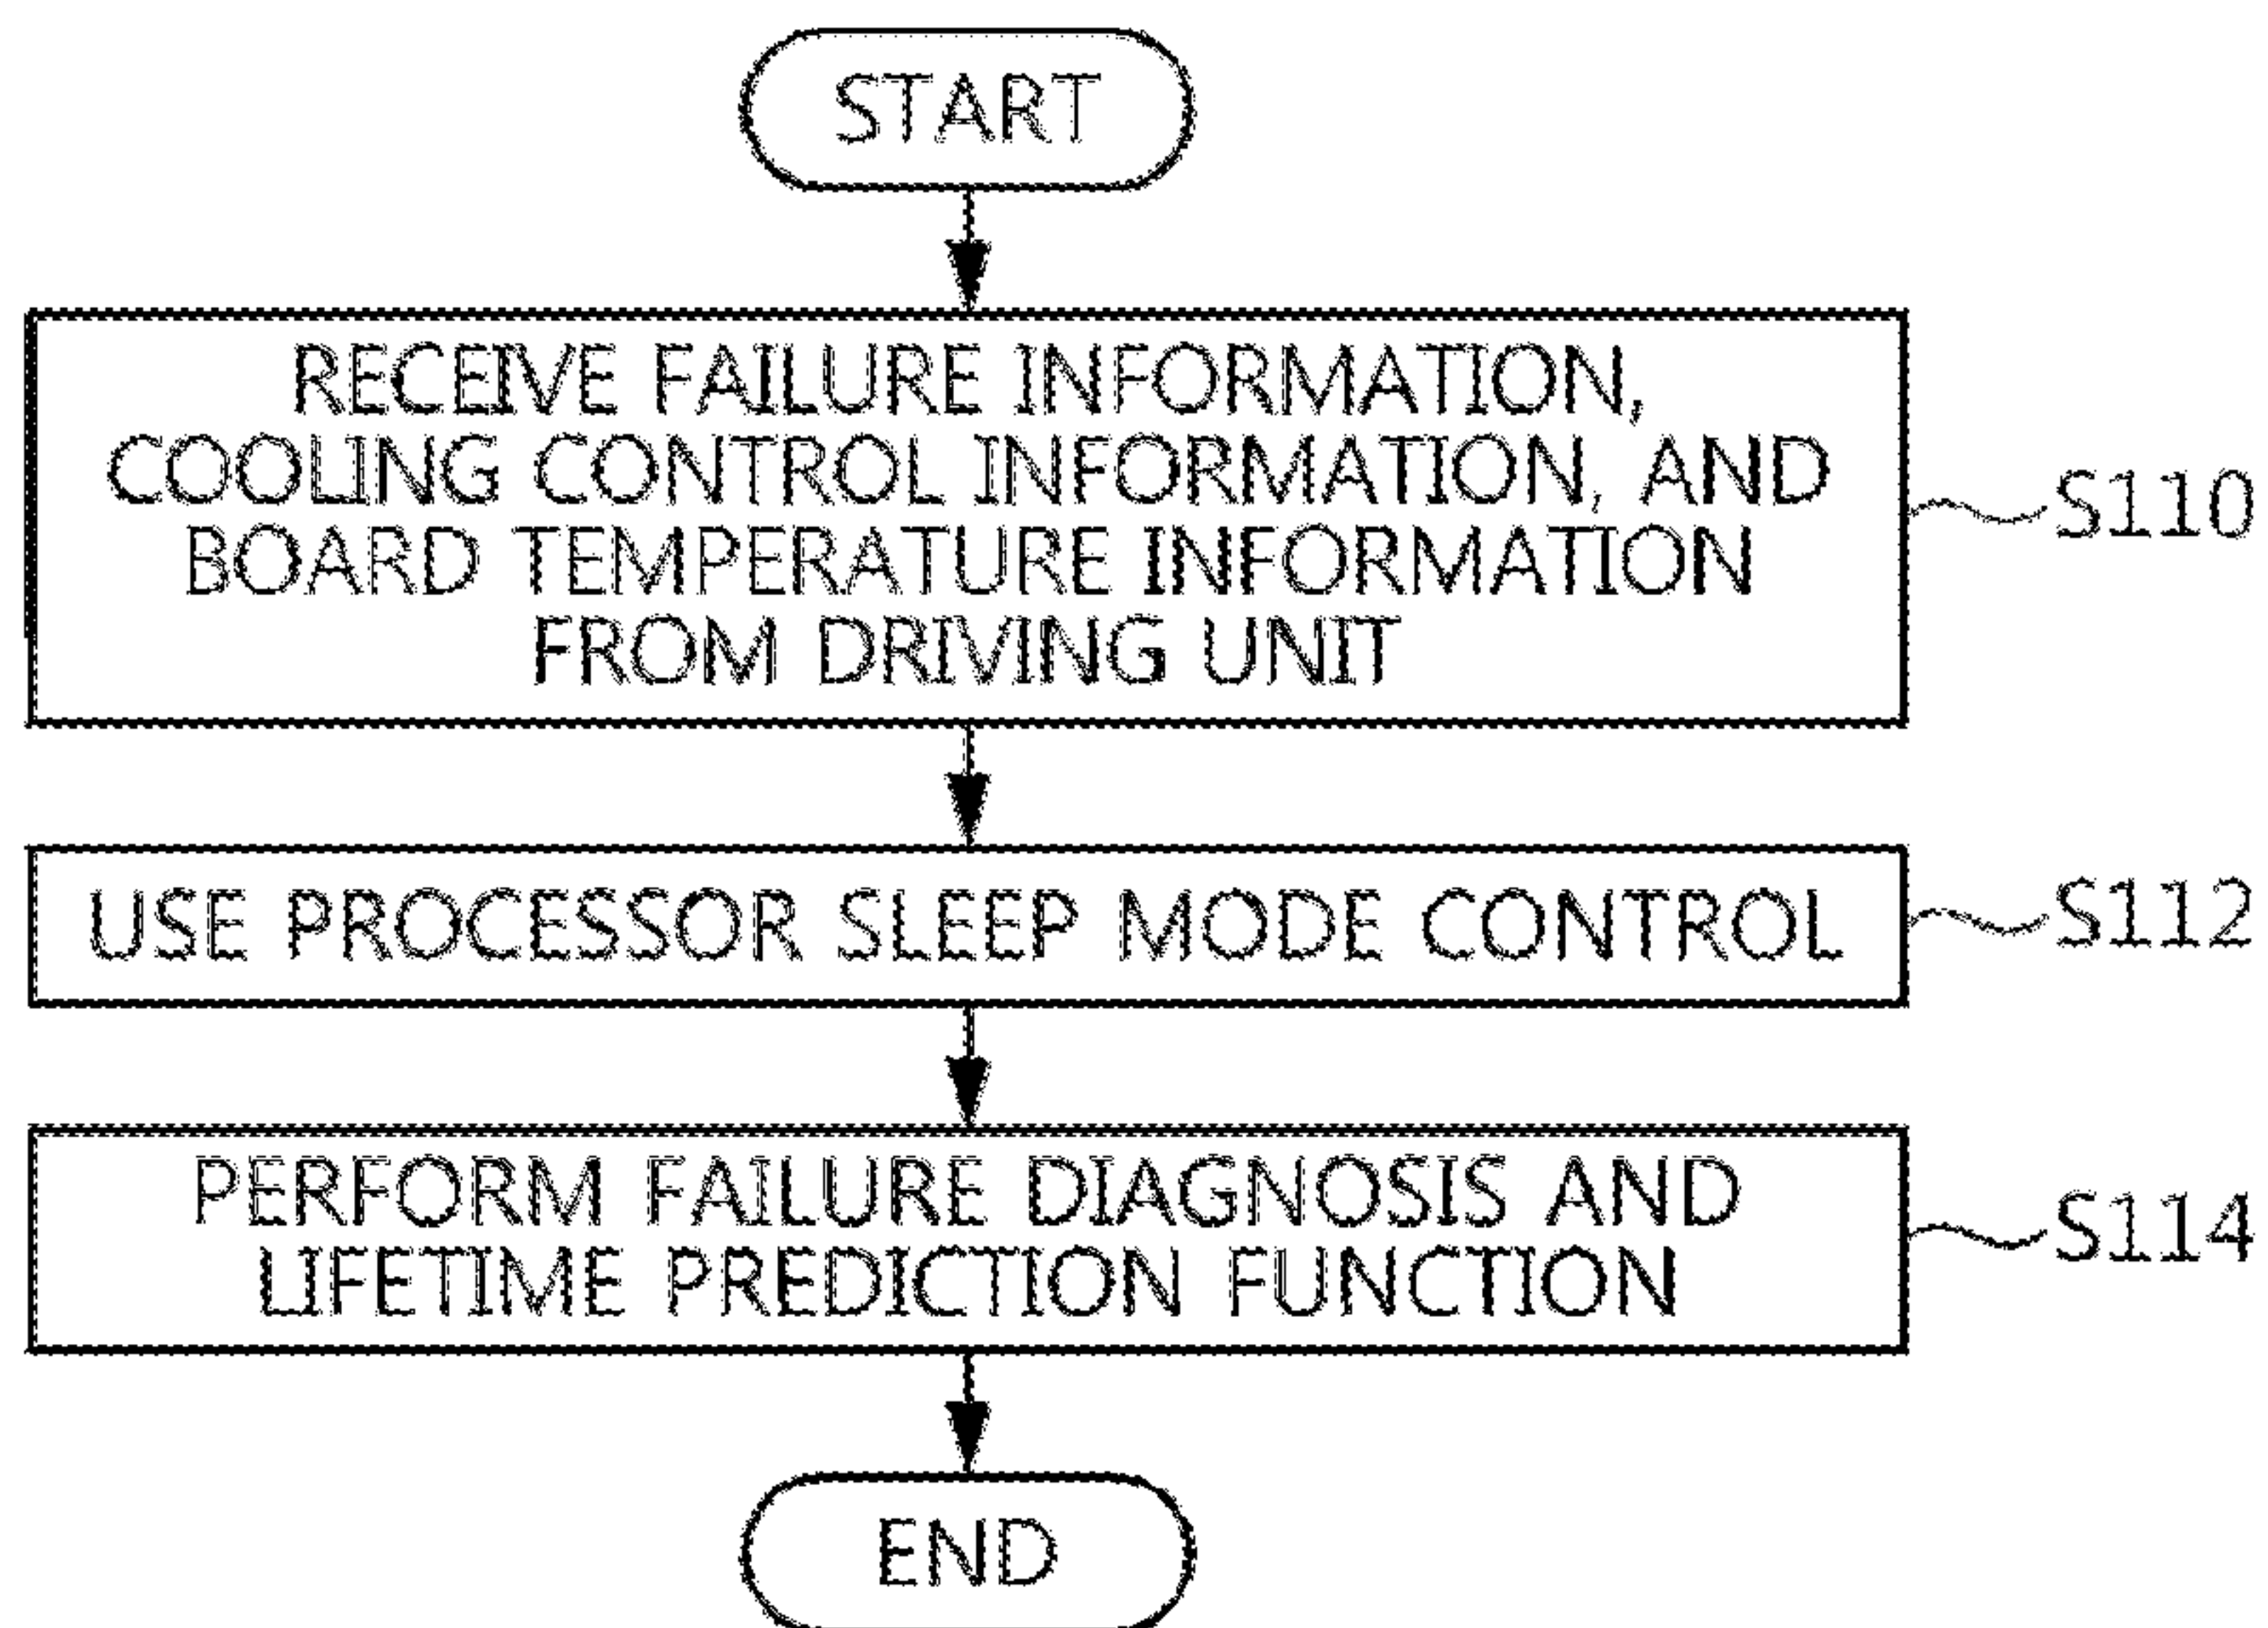 START
RECEIVE FAILURE INFORMATION,
COOLING CONTROL INFORMATION, AND
BOARD TEMPERATURE INFORMATION
FROM DRIVING UNIT
S110
USE PROCESSOR SLEEP MODE CONTROL
S112
PERFORM FAILURE DIAGNOSIS AND
LIFETIME PREDICTION FUNCTION
S114
END